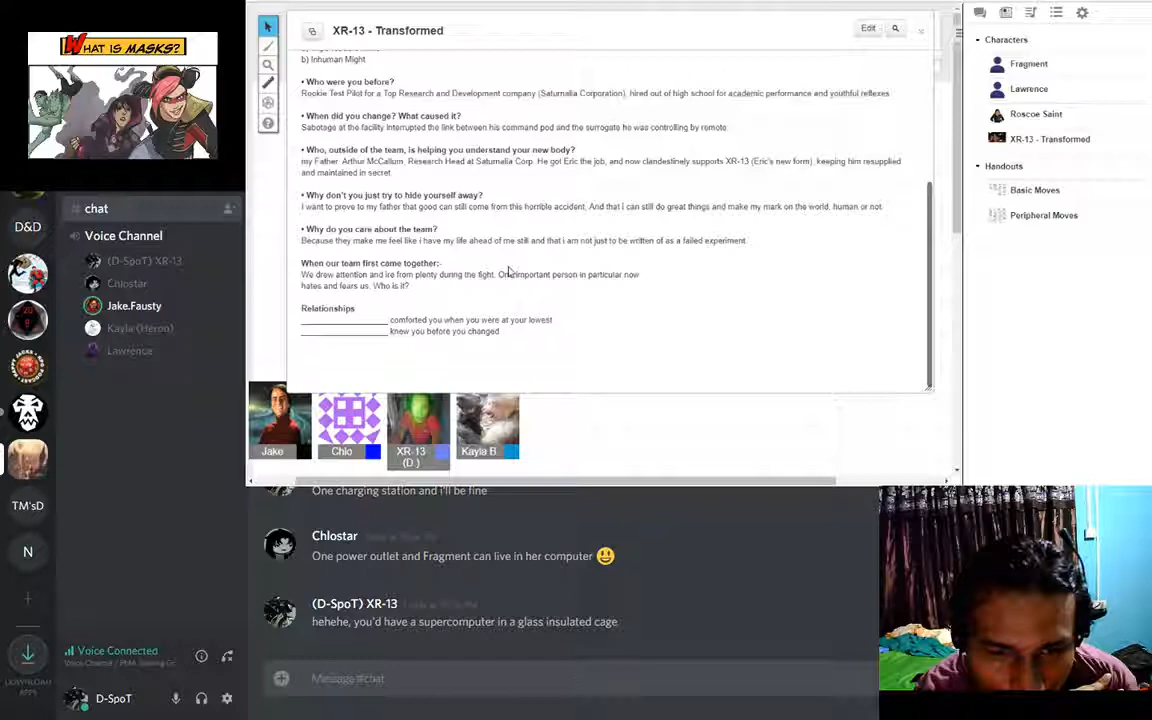 WHAT IS MASKS?
D&D
TM'sD
N
DOWNLOAD
APPS
chat
Voice Channel
(D-SpoT) XR-13
Chlostar
Jake.Fausty
Kayla (Heron)
Lawrence
Voice Connected
D-SpoT
XR-13 - Transformed
Edit
b) Inhuman Might
• Who were you before?
Rookie Test Pilot for a Top Research and Development company (Saturnalia Corporation), hired out of high school for academic performance and youthful reflexes.
• When did you change? What caused it?
Sabotage at the facility interrupted the link between his command pod and the surrogate he was controlling by remote.
• Who, outside of the team, is helping you understand your new body?
my Father Arthur McCallum, Research Head at Saturnalia Corp. He got Eric the job, and now clandestinely supports XR-13 (Eric's new form), keeping him resupplied
and maintained in secret.
• Why don't you just try to hide yourself away?
I want to prove to my father that good can still come from this horrible accident, And that i can still do great things and make my mark on the world, human or not.
• Why do you care about the team?
Because they make me feel like i have my life ahead of me still and that i am not just to be written of as a failed experiment.
When our team first came together:-
We drew attention and ire from plenty during the fight. One important person in particular now
hates and fears us. Who is it?
Relationships
____________________ comforted you when you were at your lowest
____________________ knew you before you changed
Jake
Chlo
XR-13
(D )
Kayla B.
Characters
Fragment
Lawrence
Roscoe Saint
XR-13 - Transformed
Handouts
Basic Moves
Peripheral Moves
One charging station and i'll be fine
Chlostar
One power outlet and Fragment can live in her computer
(D-SpoT) XR-13
hehehe, you'd have a supercomputer in a glass insulated cage.
Message #chat